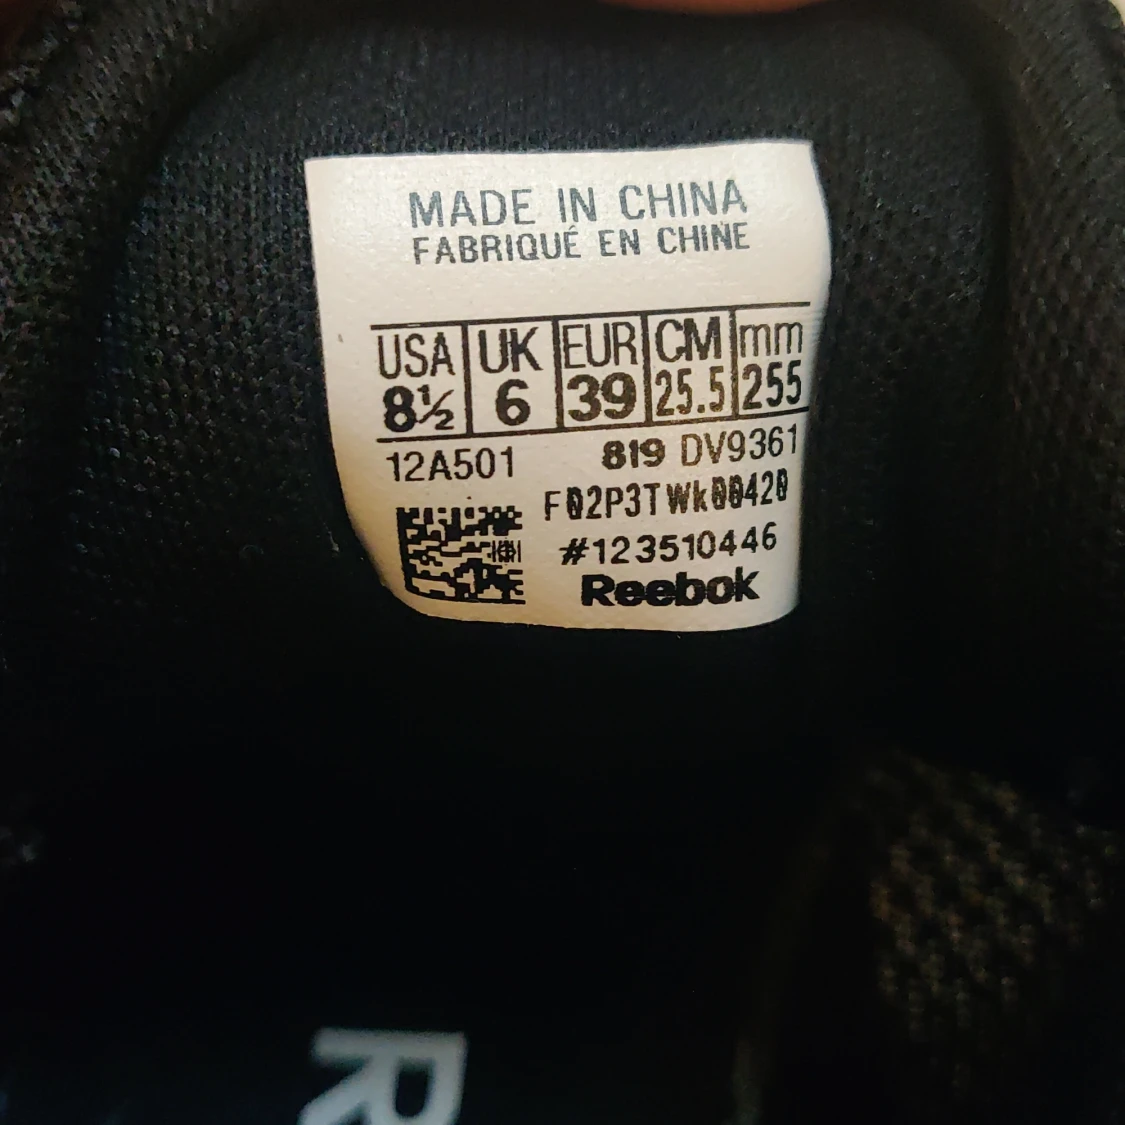 MADE IN CHINA
FABRIQUÉ EN CHINE
USA UK EUR CM mm
8½ 6 39 25.5 255
12A501 819 DV9361
F02P3TWk00420
#123510446
Reebok
R